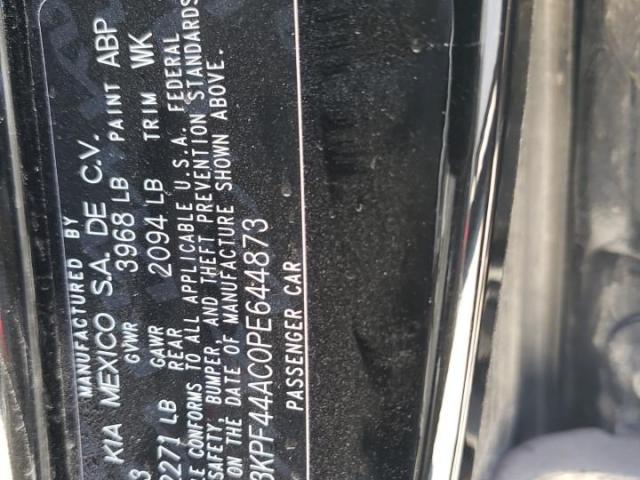 MANUFACTURED BY
KIA MEXICO S.A. DE C.V.
GVWR 3968 LB PAINT ABP
2271 LB GAWR REAR 2094 LB TRIM WK
CONFORMS TO ALL APPLICABLE U.S.A. FEDERAL
SAFETY, BUMPER, AND THEFT PREVENTION STANDARDS
ON THE DATE OF MANUFACTURE SHOWN ABOVE.
3KPF44AC0PE644873
PASSENGER CAR